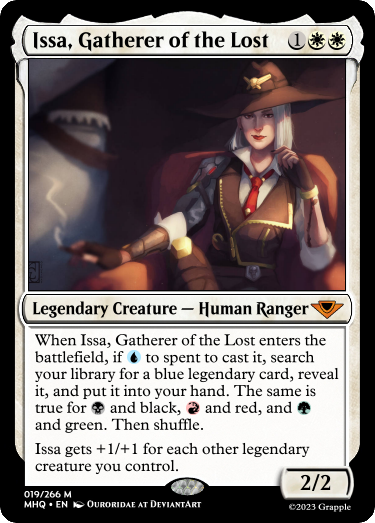 Issa, Gatherer of the Lost 1
Legendary Creature — Human Ranger
When Issa, Gatherer of the Lost enters the
battlefield, if to spent to cast it, search
your library for a blue legendary card, reveal
it, and put it into your hand. The same is
true for and black, and red, and
and green. Then shuffle.
Issa gets +1/+1 for each other legendary
creature you control.
2/2
019/266 M
MHQ • EN Ouroridae at DeviantArt
©2023 Grapple